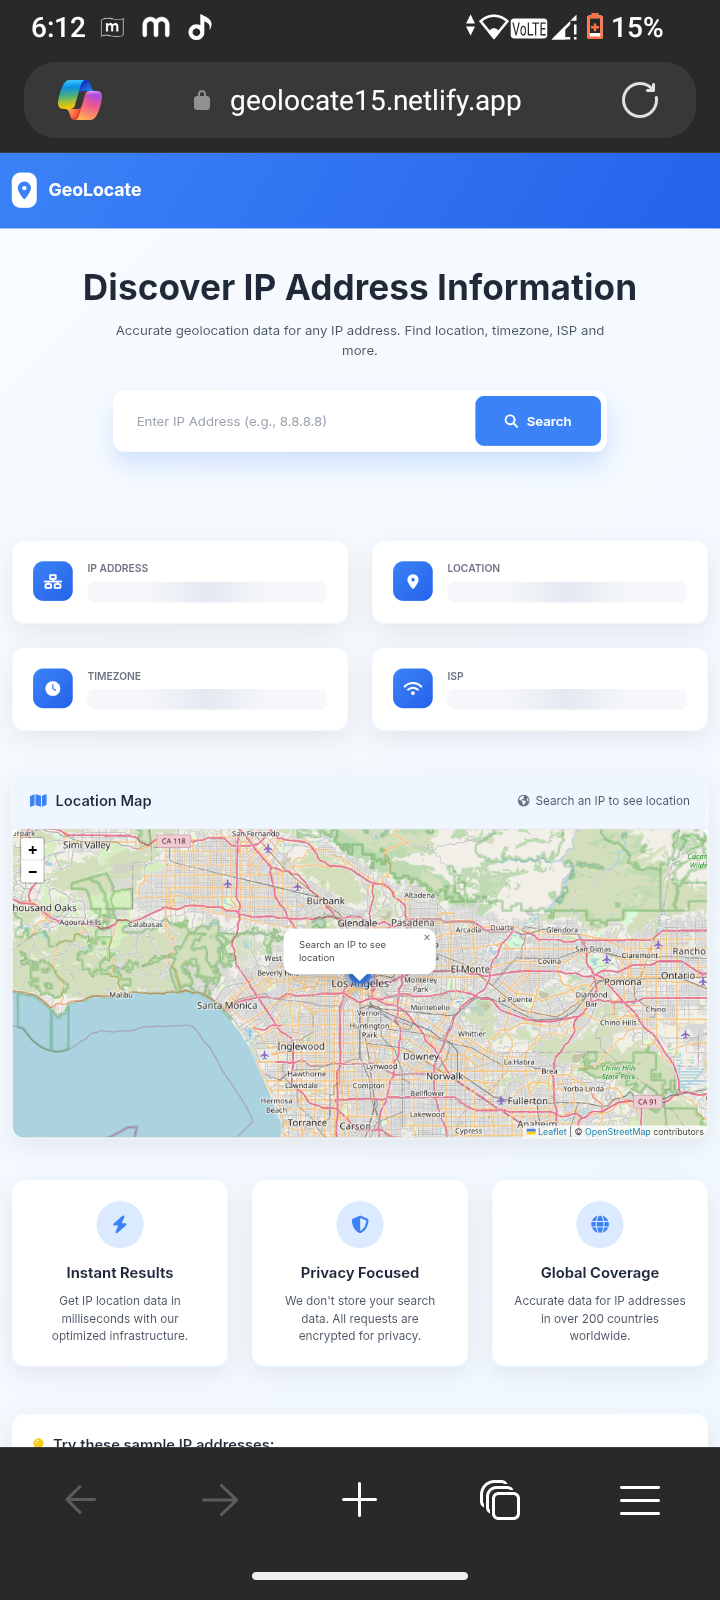 6:12
VoLTE
15%
geolocate15.netlify.app
GeoLocate
Discover IP Address Information
Accurate geolocation data for any IP address. Find location, timezone, ISP and
more.
Enter IP Address (e.g., 8.8.8.8)
Search
IP ADDRESS
LOCATION
TIMEZONE
ISP
Location Map
Search an IP to see location
+
−
Simi Valley
CA 118
San Fernando
housand Oaks
Agoura Hills
Calabasas
Burbank
Altadena
Glendale
Pasadena
Arcadia
Duarte
Glendora
San Dimas
Claremont
Rancho
Search an IP to see
location
×
West
Beverly Hil
El Monte
Pomona
Ontario
Los Angeles
Monterey
Park
La Puente
Diamond
Bar
Chino
Malibu
Santa Monica
Vernon
Montebello
Huntington
Park
Whittier
Chino Hills
Inglewood
Downey
La Habra
Brea
Chino Hills
State Park
Hawthorne
Lynwood
Norwalk
Lawndale
Compton
Bellflower
Yorba Linda
Hermosa
Beach
Lakewood
Fullerton
CA 91
Torrance
Carson
Cypress
Anaheim
Leaflet | © OpenStreetMap contributors
Instant Results
Get IP location data in
milliseconds with our
optimized infrastructure.
Privacy Focused
We don't store your search
data. All requests are
encrypted for privacy.
Global Coverage
Accurate data for IP addresses
in over 200 countries
worldwide.
Try these sample IP addresses: